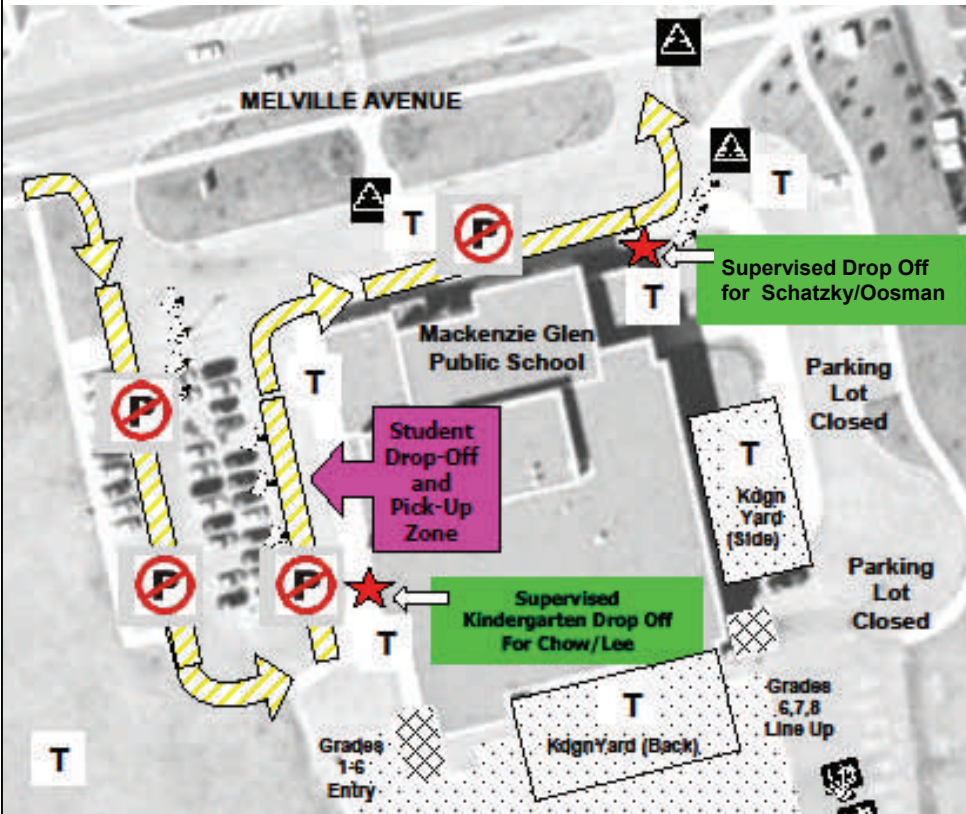 MELVILLE AVENUE
T
T
P
T
Supervised Drop Off
for Schatzky/Oosman
Mackenzie Glen
Public School
T
Parking
Lot
Closed
P
Student
Drop-Off
and
Pick-Up
Zone
T
Kdgn
Yard
(Side)
P
P
Supervised
Kindergarten Drop Off
For Chow/Lee
Parking
Lot
Closed
T
T
KdgnYard (Back)
Grades
6,7,8
Line Up
Grades
1-6
Entry
T